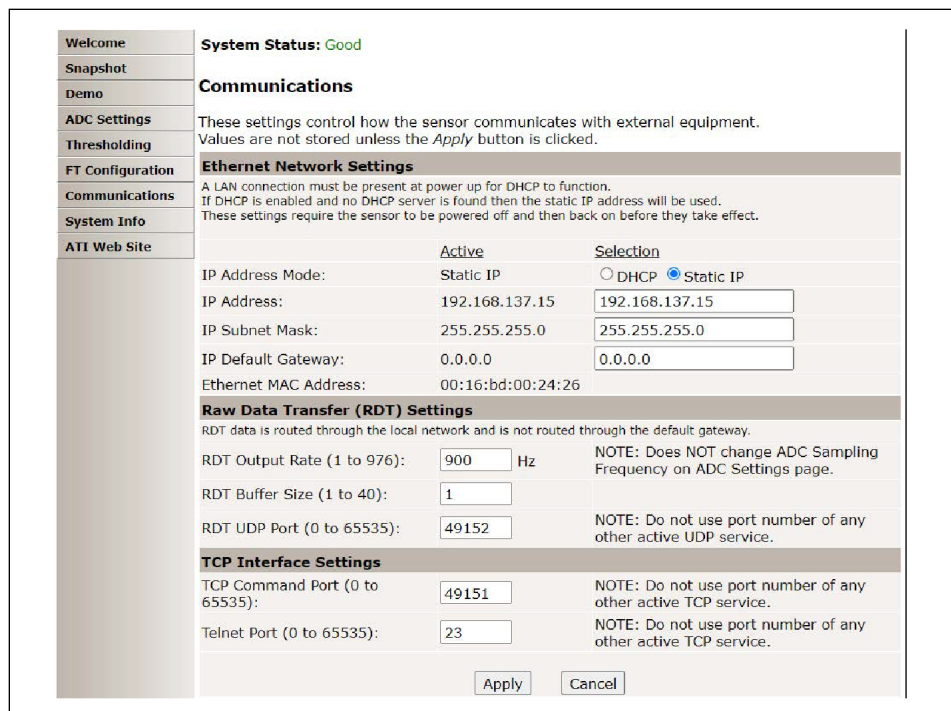 Welcome
Snapshot
Demo
ADC Settings
Thresholding
FT Configuration
Communications
System Info
ATI Web Site
System Status: Good
Communications
These settings control how the sensor communicates with external equipment.
Values are not stored unless the Apply button is clicked.
Ethernet Network Settings
A LAN connection must be present at power up for DHCP to function.
If DHCP is enabled and no DHCP server is found then the static IP address will be used.
These settings require the sensor to be powered off and then back on before they take effect.
Active Selection
IP Address Mode: Static IP DHCP Static IP
IP Address: 192.168.137.15 192.168.137.15
IP Subnet Mask: 255.255.255.0 255.255.255.0
IP Default Gateway: 0.0.0.0 0.0.0.0
Ethernet MAC Address: 00:16:bd:00:24:26
Raw Data Transfer (RDT) Settings
RDT data is routed through the local network and is not routed through the default gateway.
RDT Output Rate (1 to 976): 900 Hz NOTE: Does NOT change ADC Sampling
Frequency on ADC Settings page.
RDT Buffer Size (1 to 40): 1
RDT UDP Port (0 to 65535): 49152 NOTE: Do not use port number of any
other active UDP service.
TCP Interface Settings
TCP Command Port (0 to
65535): 49151 NOTE: Do not use port number of any
other active TCP service.
Telnet Port (0 to 65535): 23 NOTE: Do not use port number of any
other active TCP service.
Apply Cancel